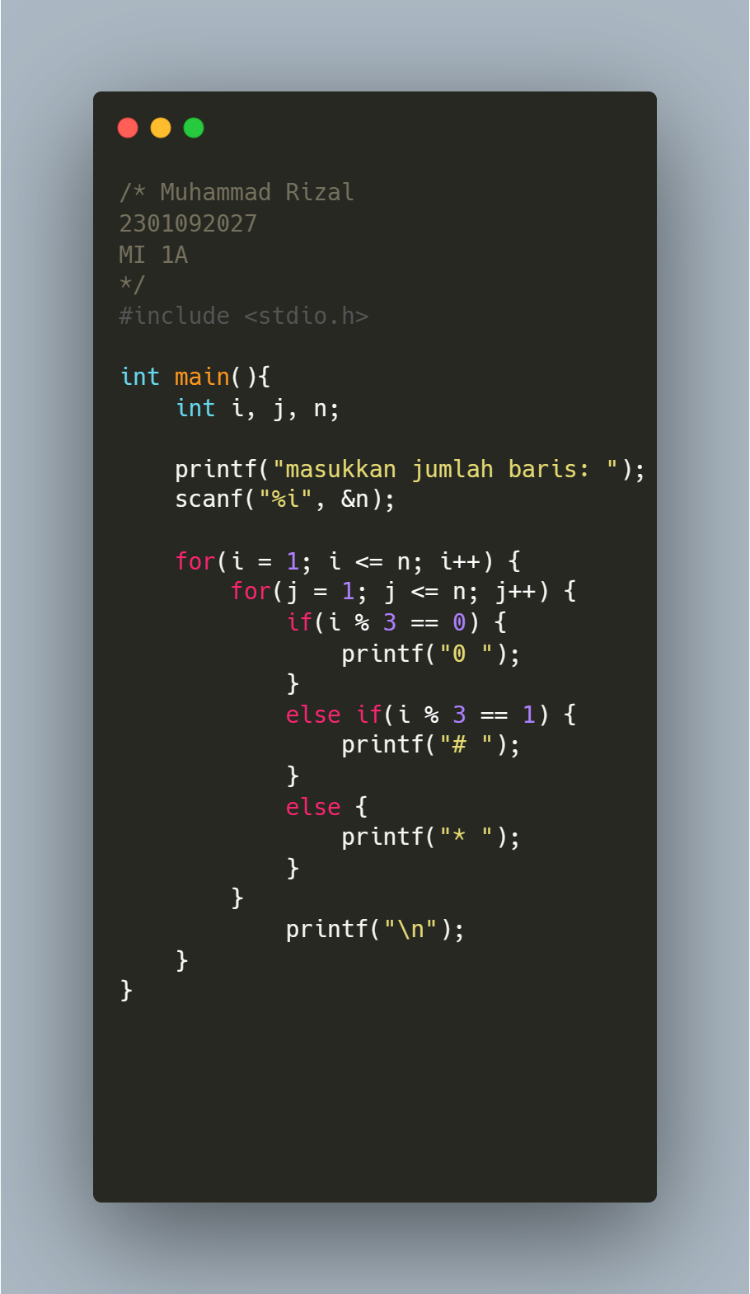 /* Muhammad Rizal
2301092027
MI 1A
*/
#include <stdio.h>

int main(){
    int i, j, n;

    printf("masukkan jumlah baris: ");
    scanf("%i", &n);

    for(i = 1; i <= n; i++) {
        for(j = 1; j <= n; j++) {
            if(i % 3 == 0) {
                printf("0 ");
            }
            else if(i % 3 == 1) {
                printf("# ");
            }
            else {
                printf("* ");
            }
        }
            printf("\n");
    }
}